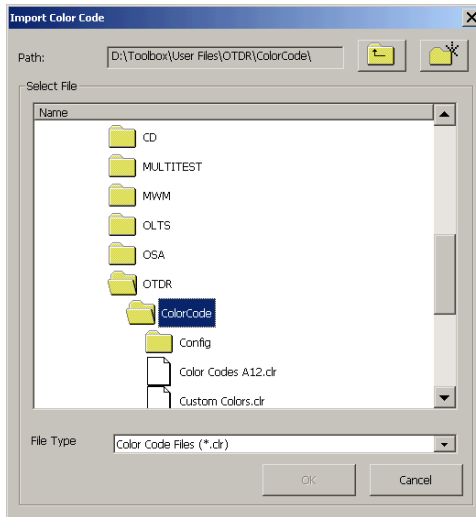 Import Color Code
Path: D:\Toolbox\User Files\OTDR\ColorCode\
Select File
Name
CD
MULTITEST
MWM
OLTS
OSA
OTDR
ColorCode
Config
Color Codes A12.clr
Custom Colors.clr
File Type Color Code Files (*.clr)
OK Cancel